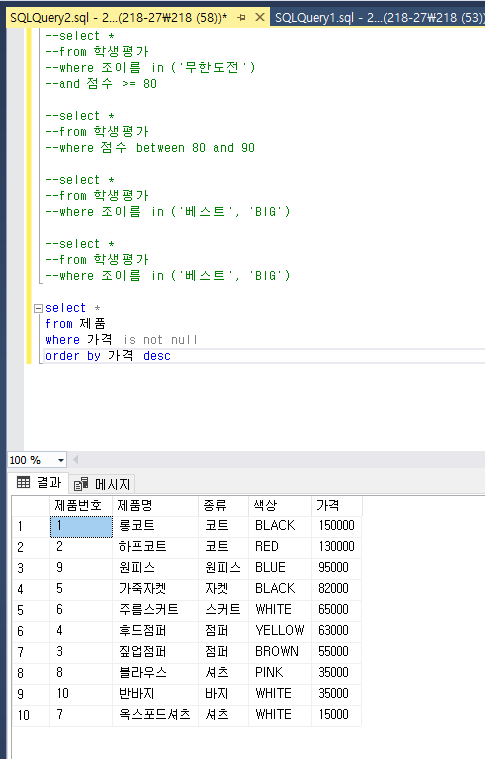 SQLQuery2.sql - 2...(218-27₩218 (58))* SQLQuery1.sql - 2...(218-27₩218 (53))
--select *
--from 학생평가
--where 조이름 in ('무한도전')
--and 점수 >= 80
--select *
--from 학생평가
--where 점수 between 80 and 90
--select *
--from 학생평가
--where 조이름 in ('베스트', 'BIG')
--select *
--from 학생평가
--where 조이름 in ('베스트', 'BIG')
select *
from 제품
where 가격 is not null
order by 가격 desc
100 %
결과 메시지
제품번호 제품명 종류 색상 가격
1 1 롱코트 코트 BLACK 150000
2 2 하프코트 코트 RED 130000
3 9 원피스 원피스 BLUE 95000
4 5 가죽자켓 자켓 BLACK 82000
5 6 주름스커트 스커트 WHITE 65000
6 4 후드점퍼 점퍼 YELLOW 63000
7 3 짚업점퍼 점퍼 BROWN 55000
8 8 블라우스 셔츠 PINK 35000
9 10 반바지 바지 WHITE 35000
10 7 옥스포드셔츠 셔츠 WHITE 15000